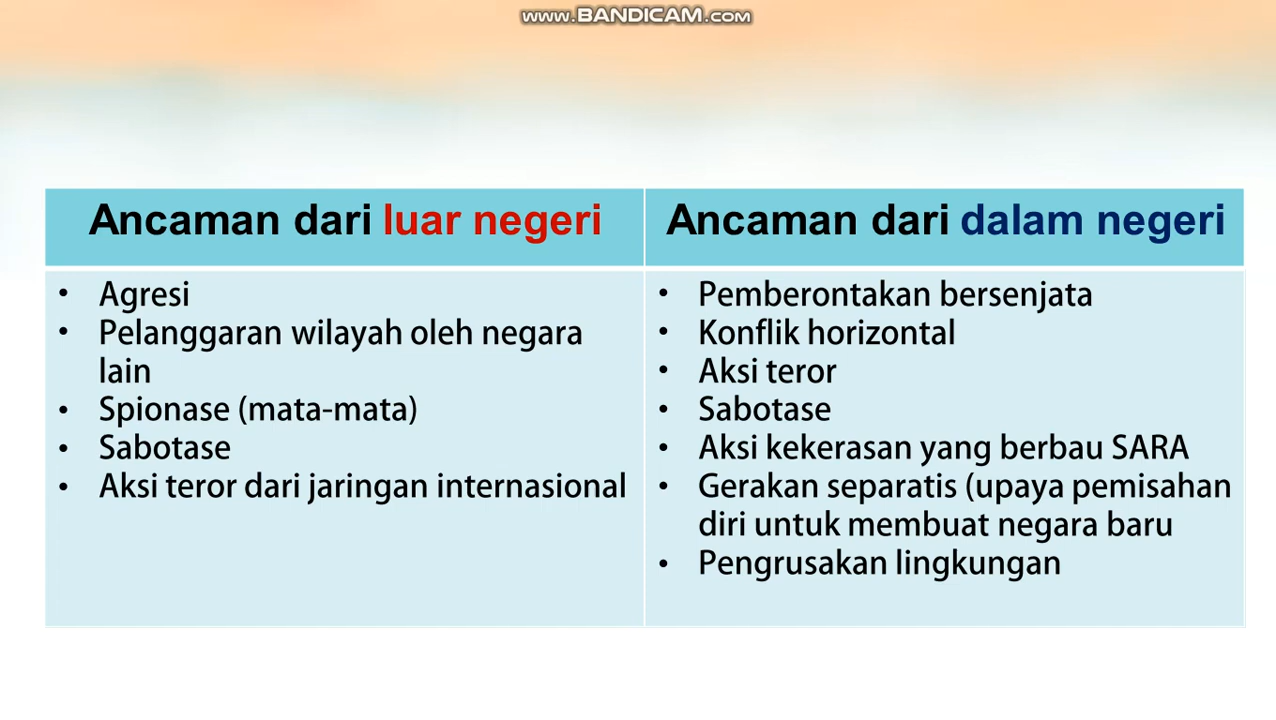 www.BANDICAM.com
Ancaman dari luar negeri
Ancaman dari dalam negeri
• Agresi
• Pelanggaran wilayah oleh negara
lain
• Spionase (mata-mata)
• Sabotase
• Aksi teror dari jaringan internasional
• Pemberontakan bersenjata
• Konflik horizontal
• Aksi teror
• Sabotase
• Aksi kekerasan yang berbau SARA
• Gerakan separatis (upaya pemisahan
diri untuk membuat negara baru
• Pengrusakan lingkungan